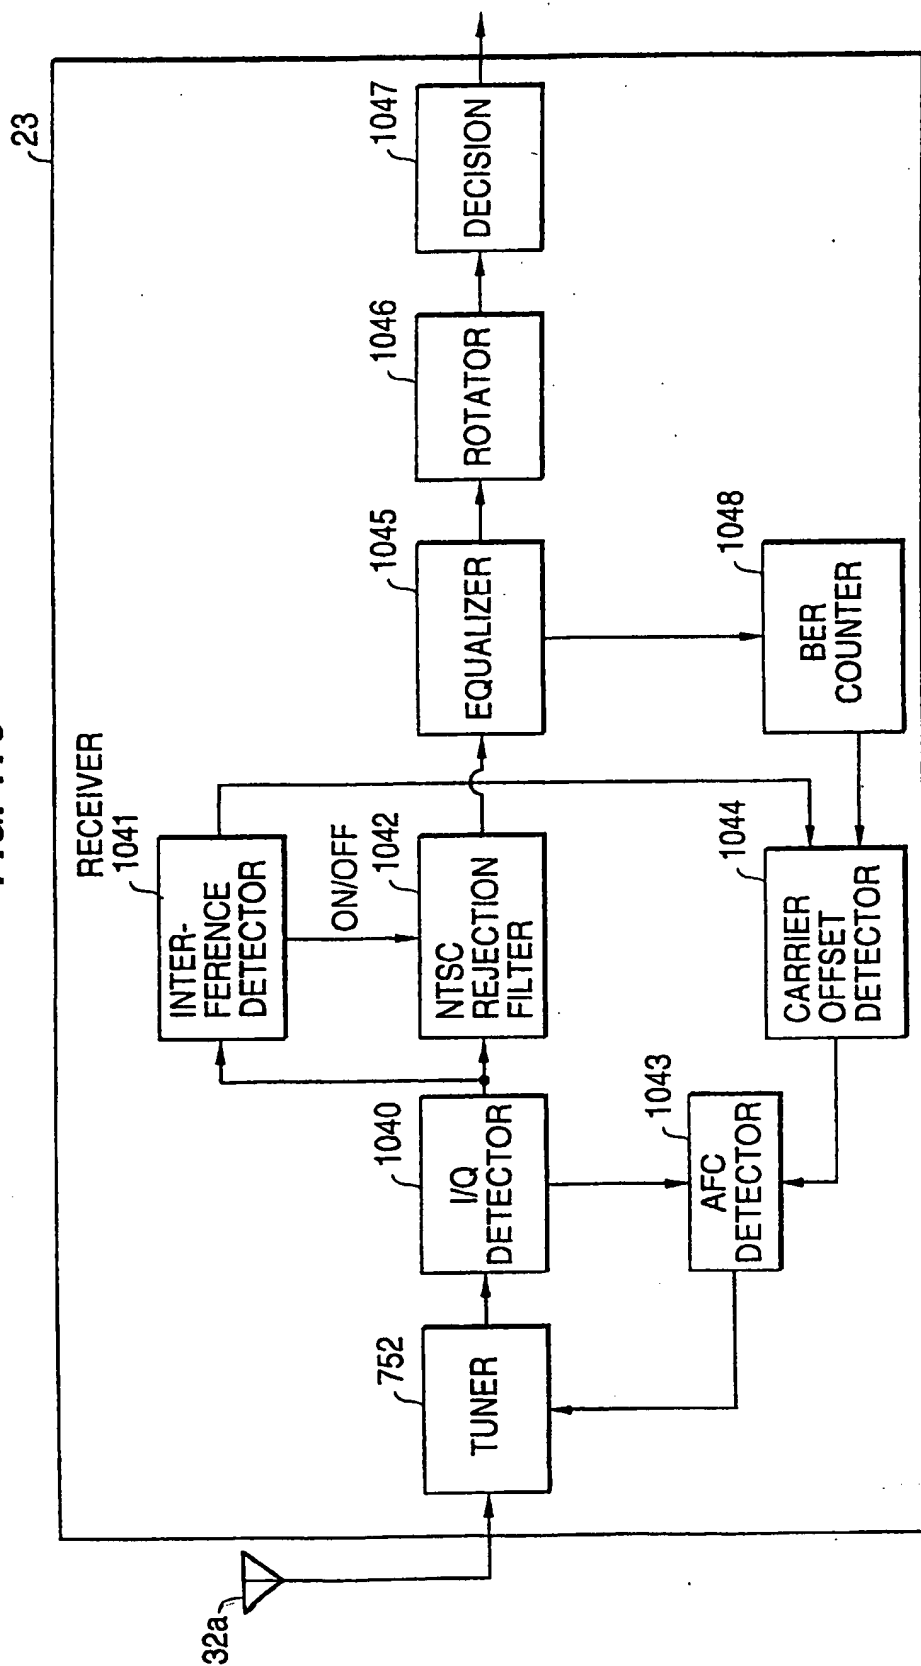 23
RECEIVER
1041
INTER-
FERENCE
DETECTOR
ON/OFF
32a
752
TUNER
1040
I/Q
DETECTOR
1042
NTSC
REJECTION
FILTER
1045
EQUALIZER
1046
ROTATOR
1047
DECISION
1043
AFC
DETECTOR
1044
CARRIER
OFFSET
DETECTOR
1048
BER
COUNTER